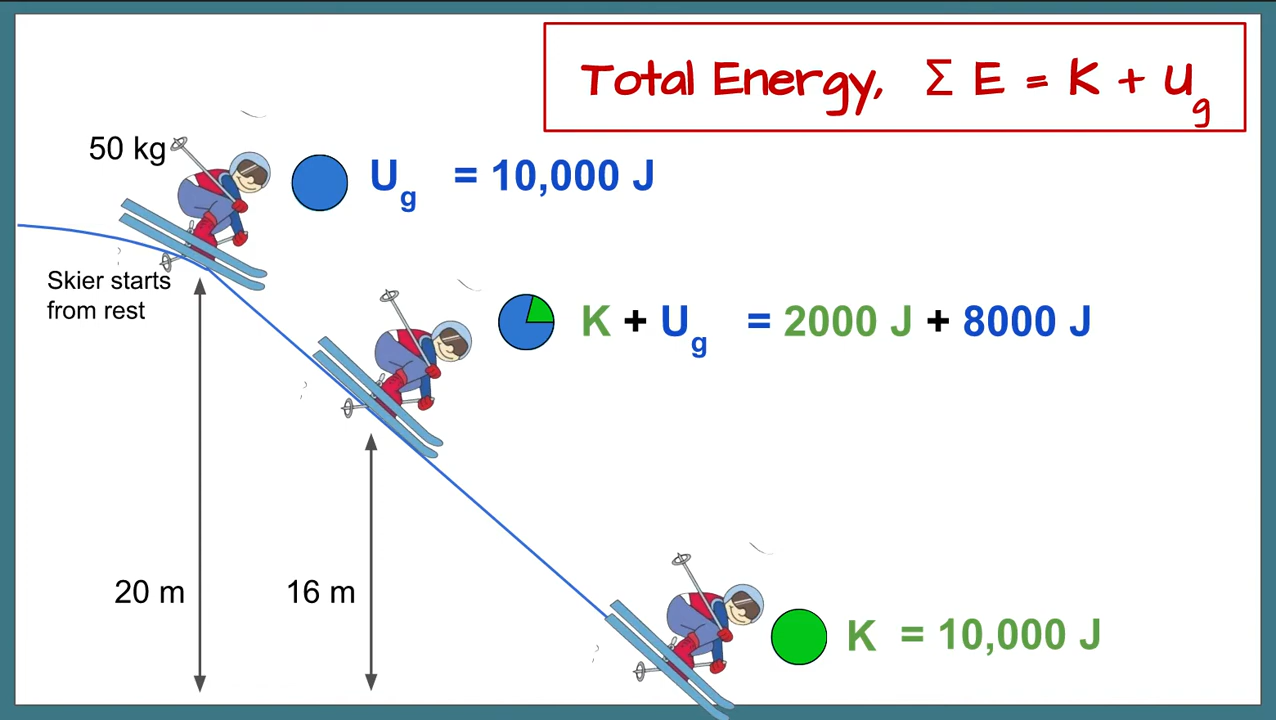 Total Energy, Σ E = K + Ug
50 kg
Ug = 10,000 J
Skier starts
from rest
K + Ug = 2000 J + 8000 J
20 m
16 m
K = 10,000 J